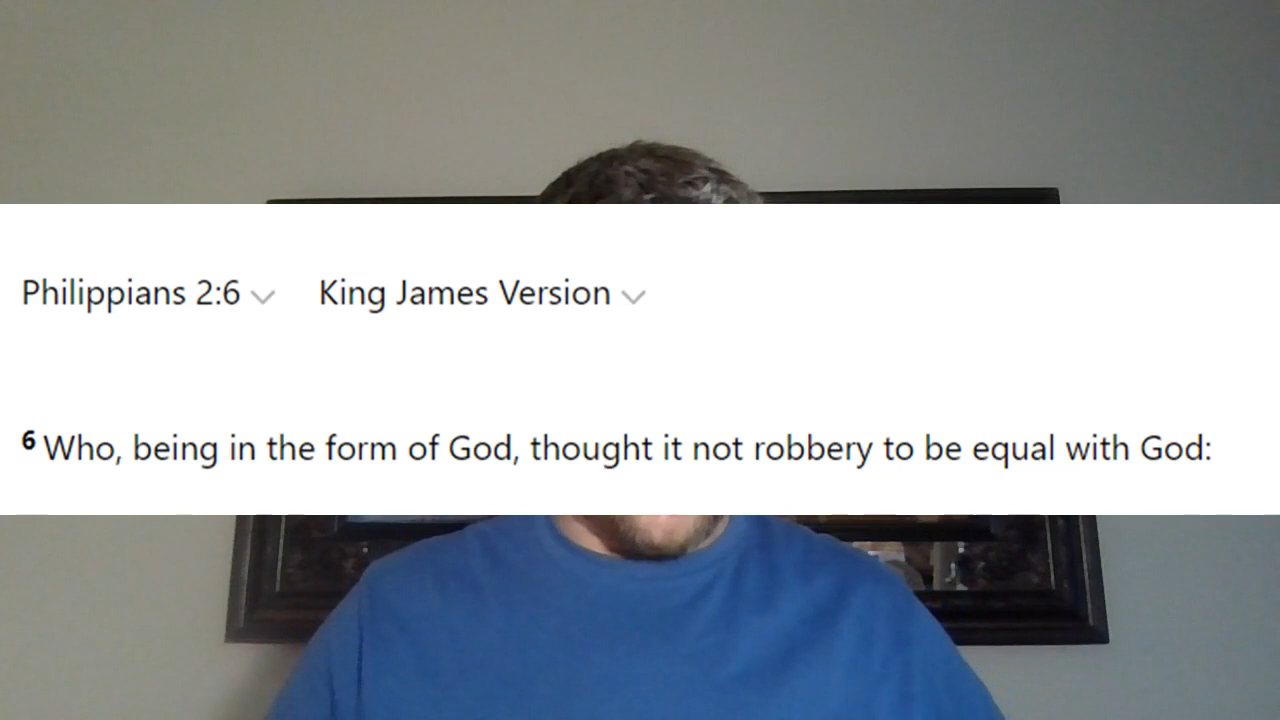 Philippians 2:6 King James Version
6 Who, being in the form of God, thought it not robbery to be equal with God: